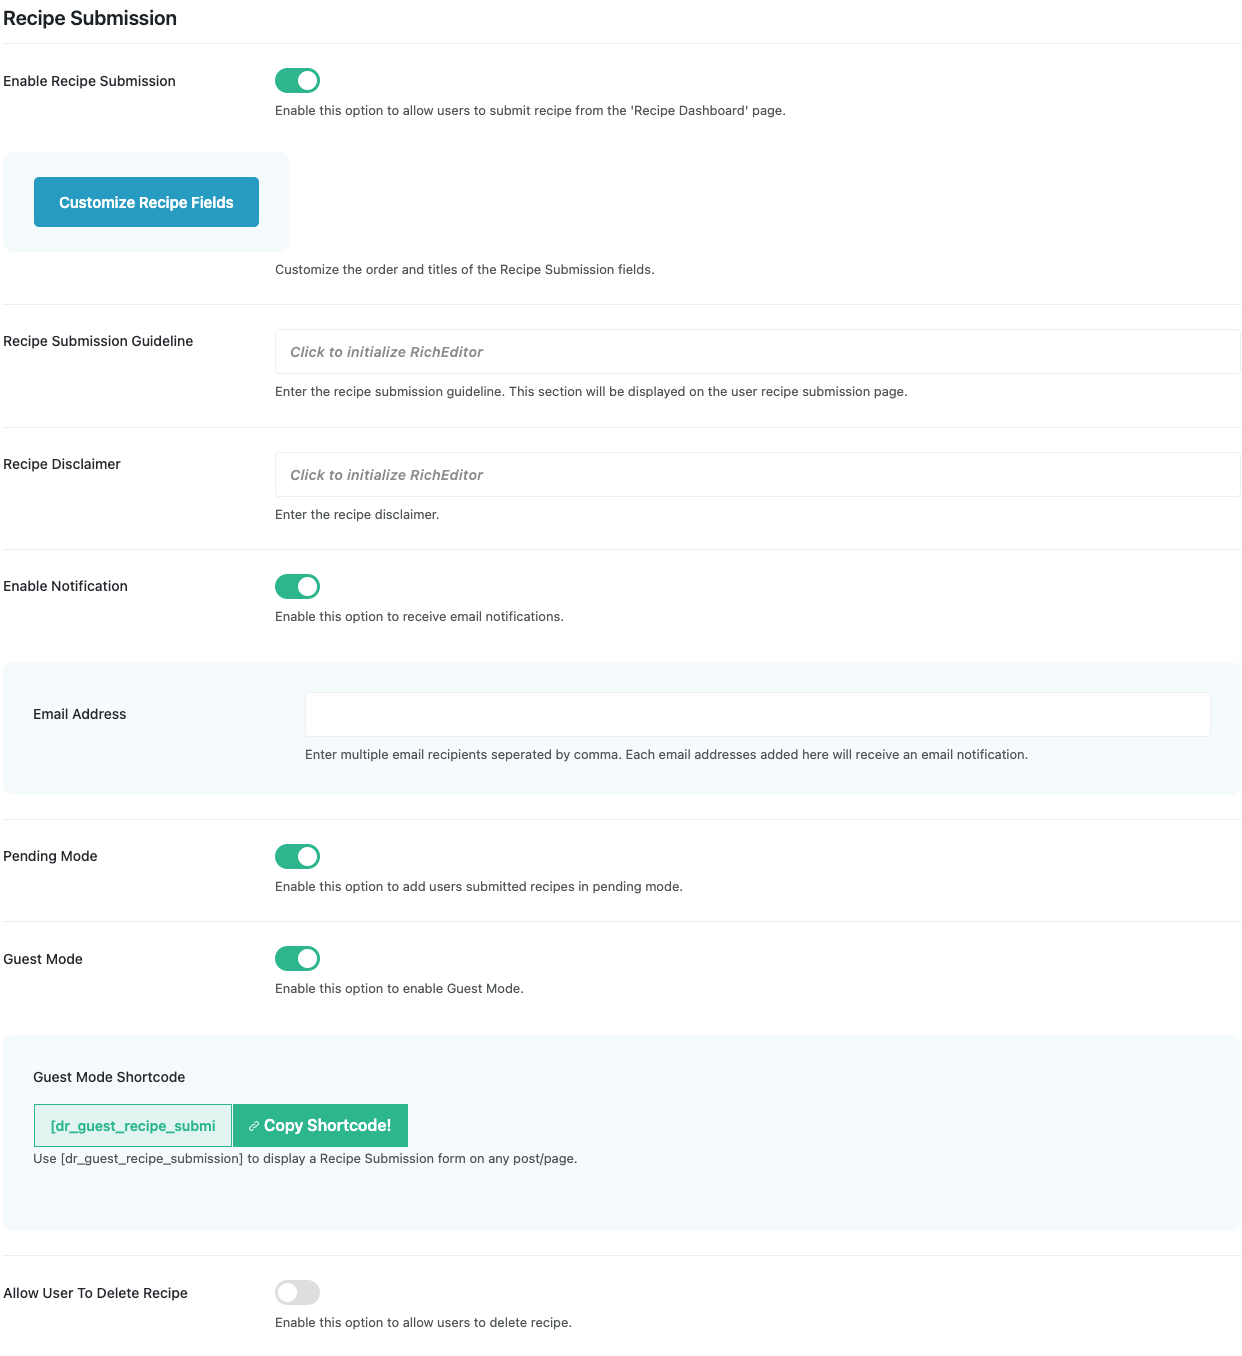 Recipe Submission
Enable Recipe Submission
Enable this option to allow users to submit recipe from the 'Recipe Dashboard' page.
Customize Recipe Fields
Customize the order and titles of the Recipe Submission fields.
Recipe Submission Guideline
Click to initialize RichEditor
Enter the recipe submission guideline. This section will be displayed on the user recipe submission page.
Recipe Disclaimer
Click to initialize RichEditor
Enter the recipe disclaimer.
Enable Notification
Enable this option to receive email notifications.
Email Address
Enter multiple email recipients seperated by comma. Each email addresses added here will receive an email notification.
Pending Mode
Enable this option to add users submitted recipes in pending mode.
Guest Mode
Enable this option to enable Guest Mode.
Guest Mode Shortcode
[dr_guest_recipe_submi
Copy Shortcode!
Use [dr_guest_recipe_submission] to display a Recipe Submission form on any post/page.
Allow User To Delete Recipe
Enable this option to allow users to delete recipe.